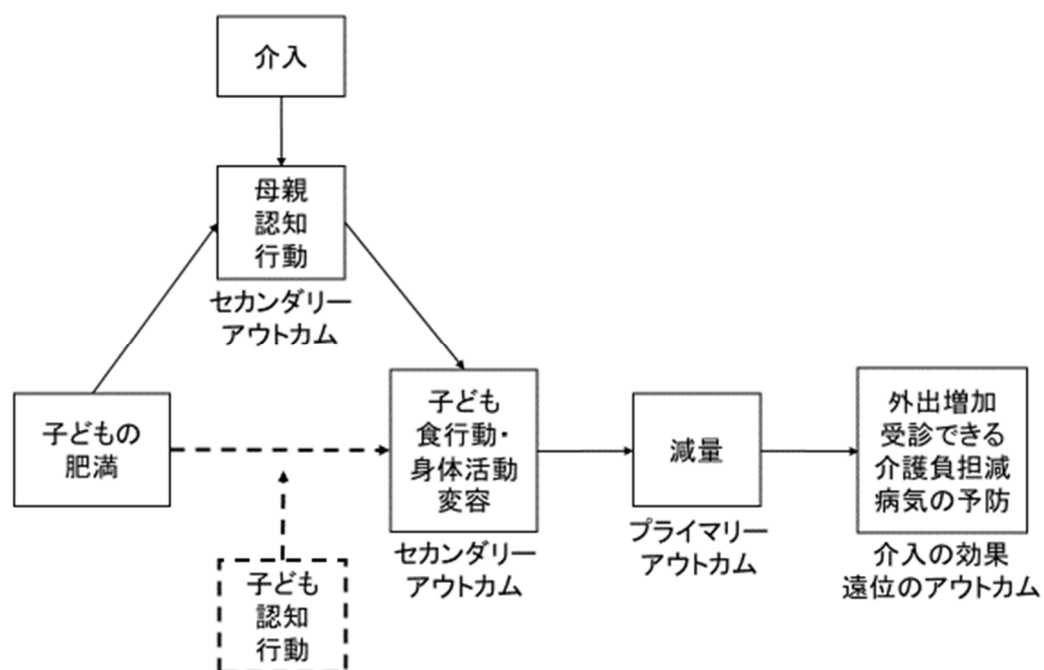 介入
母親
認知
行動
セカンダリー
アウトカム
子どもの
肥満
子ども
食行動・
身体活動
変容
セカンダリー
アウトカム
減量
プライマリー
アウトカム
外出増加
受診できる
介護負担減
病気の予防
介入の効果
遠位のアウトカム
子ども
認知
行動